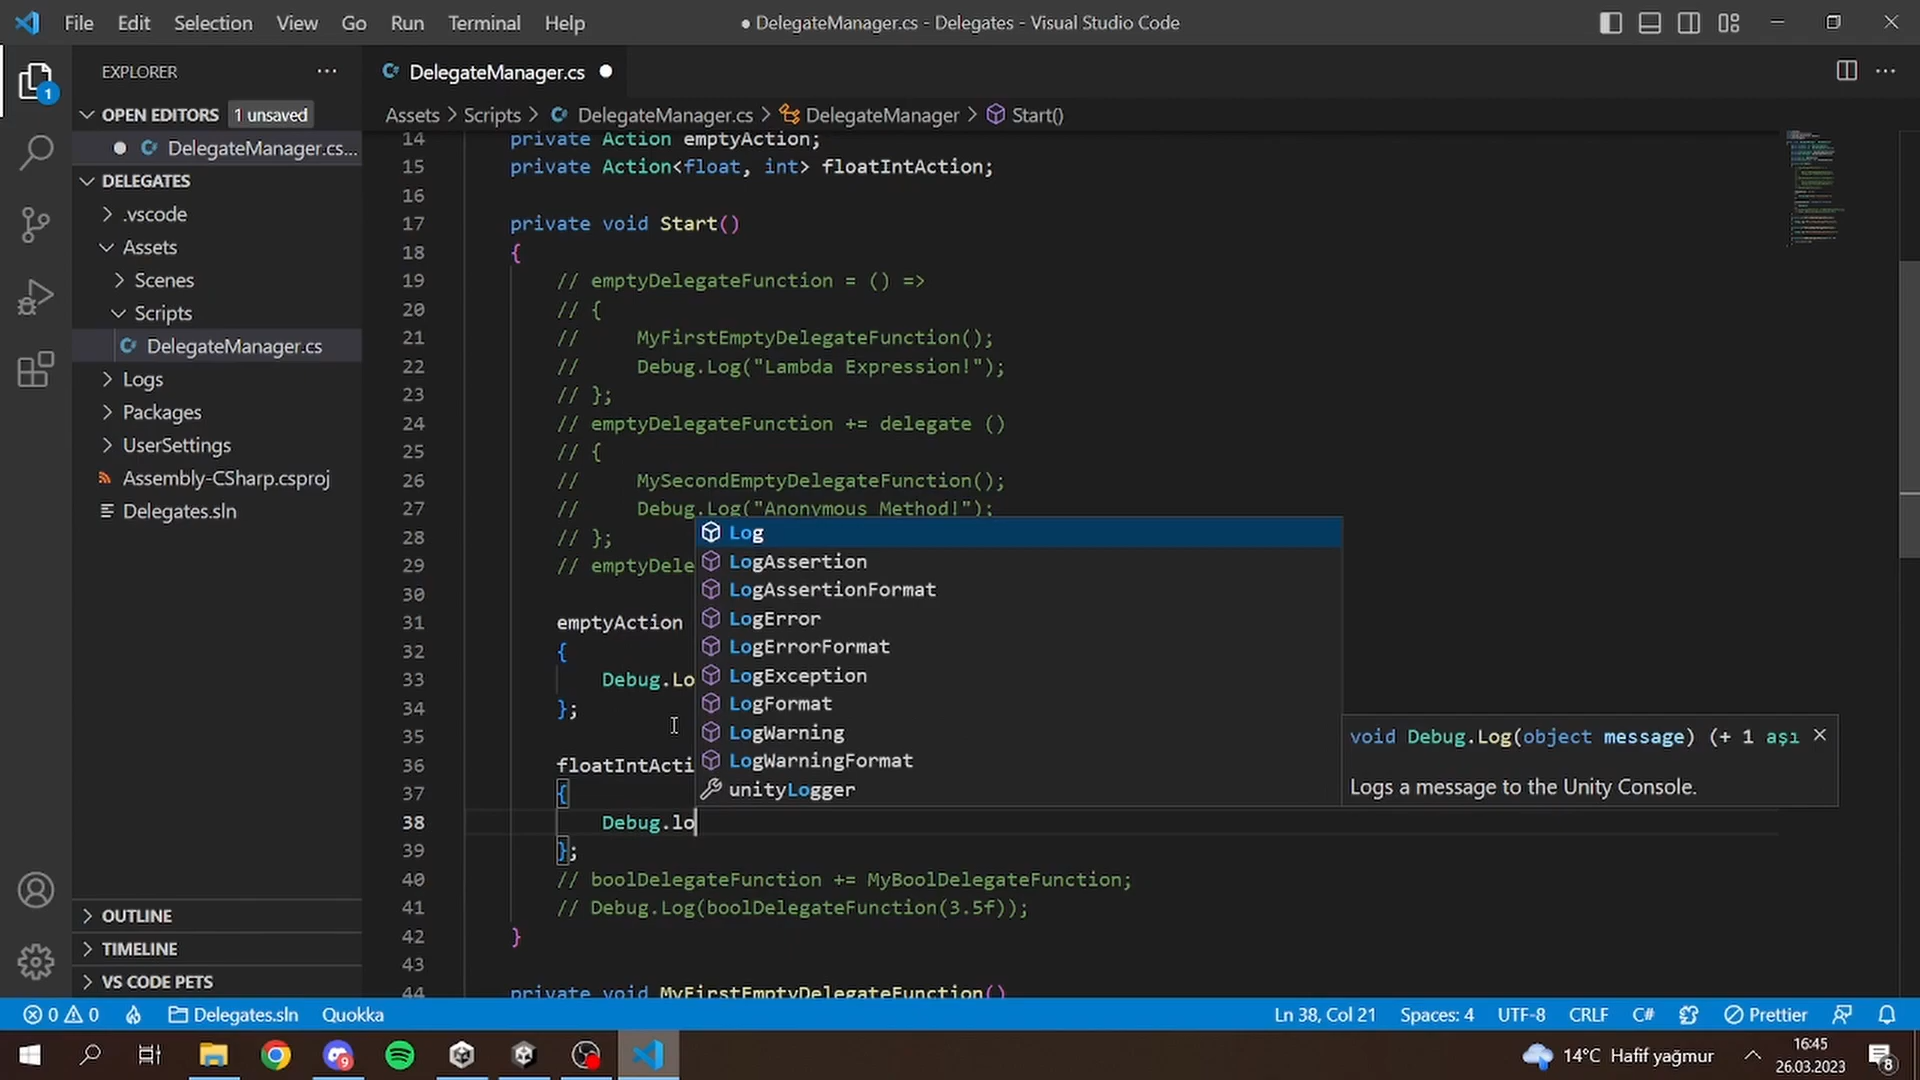 File Edit Selection View Go Run Terminal Help
● DelegateManager.cs - Delegates - Visual Studio Code
EXPLORER ...
OPEN EDITORS 1 unsaved
● DelegateManager.cs...
DELEGATES
.vscode
Assets
Scenes
Scripts
DelegateManager.cs
Logs
Packages
UserSettings
Assembly-CSharp.csproj
Delegates.sln
OUTLINE
TIMELINE
VS CODE PETS
1
DelegateManager.cs ●
Assets > Scripts > DelegateManager.cs > DelegateManager > Start()
14 private Action emptyAction;
15 private Action<float, int> floatIntAction;
16
17 private void Start()
18 {
19 // emptyDelegateFunction = () =>
20 // {
21 // MyFirstEmptyDelegateFunction();
22 // Debug.Log("Lambda Expression!");
23 // };
24 // emptyDelegateFunction += delegate ()
25 // {
26 // MySecondEmptyDelegateFunction();
27 // Debug.Log("Anonymous Method!");
28 // };
29 // emptyDele
30
31 emptyAction
32 {
33 Debug.Lo
34 };
35
36 floatIntActi
37 {
38 Debug.lo
39 };
40 // boolDelegateFunction += MyBoolDelegateFunction;
41 // Debug.Log(boolDelegateFunction(3.5f));
42 }
43
44 private void MyFirstEmptyDelegateFunction()
Log
LogAssertion
LogAssertionFormat
LogError
LogErrorFormat
LogException
LogFormat
LogWarning
LogWarningFormat
unityLogger
void Debug.Log(object message) (+ 1 aşı
Logs a message to the Unity Console.
0 0 Delegates.sln Quokka
Ln 38, Col 21 Spaces: 4 UTF-8 CRLF C# Prettier
9
14°C Hafif yağmur
16:45
26.03.2023
8